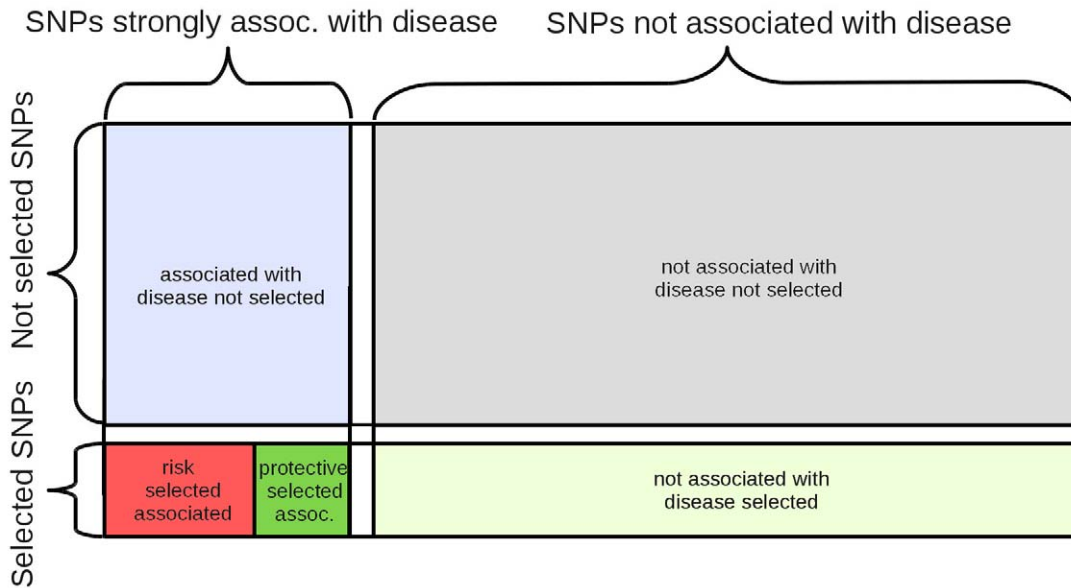 SNPs strongly assoc. with disease
SNPs not associated with disease
Not selected SNPs
associated with
disease not selected
not associated with
disease not selected
Selected SNPs
risk
selected
associated
protective
selected
assoc.
not associated with
disease selected